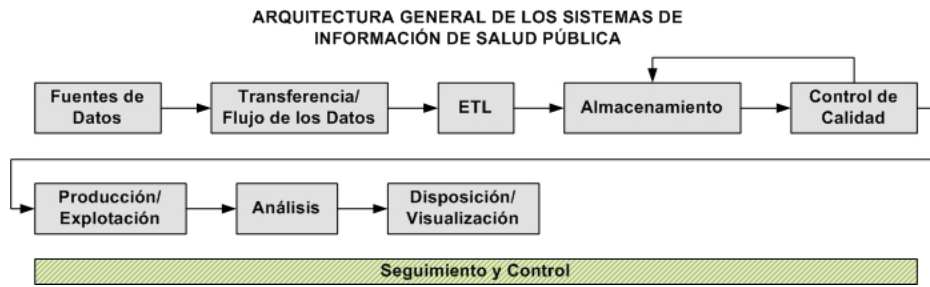 ARQUITECTURA GENERAL DE LOS SISTEMAS DE
INFORMACIÓN DE SALUD PÚBLICA
Fuentes de
Datos
Transferencia/
Flujo de los Datos
ETL
Almacenamiento
Control de
Calidad
Producción/
Explotación
Análisis
Disposición/
Visualización
Seguimiento y Control